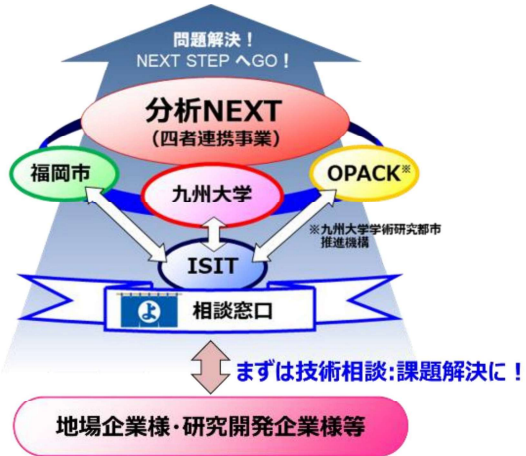 問題解決！
NEXT STEP へGO！
分析NEXT
（四者連携事業）
福岡市
九州大学
OPACK※
※九州大学学術研究都市
推進機構
ISIT
よ
相談窓口
まずは技術相談:課題解決に！
地場企業様・研究開発企業様等